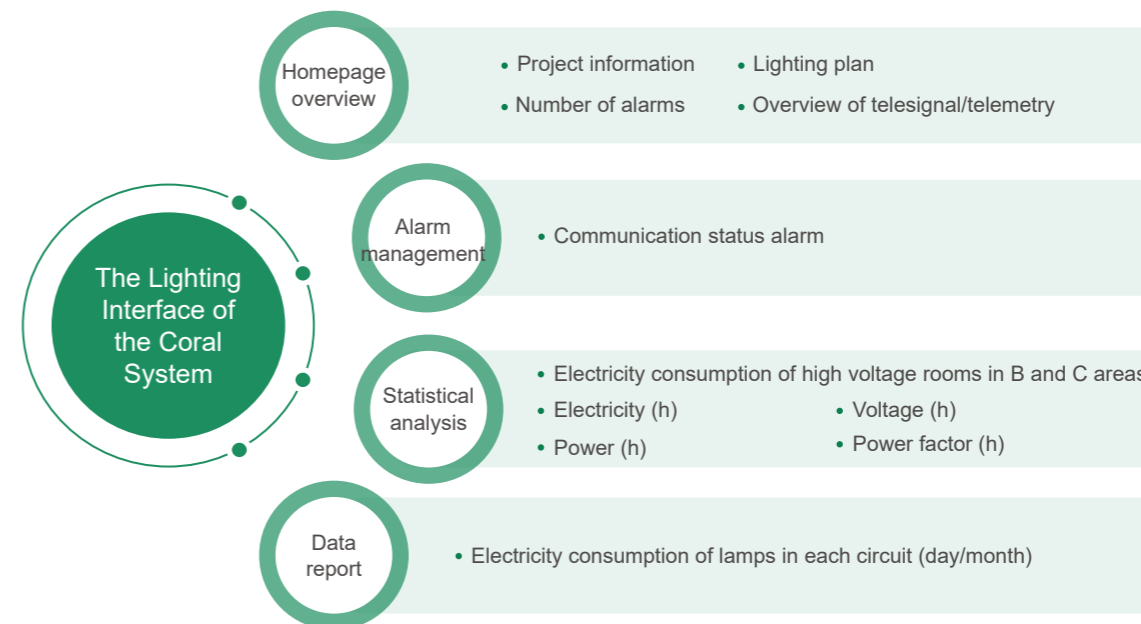 The Lighting
Interface of
the Coral
System
Homepage
overview
• Project information
• Lighting plan
• Number of alarms
• Overview of telesignal/telemetry
Alarm
management
• Communication status alarm
Statistical
analysis
• Electricity consumption of high voltage rooms in B and C areas
• Electricity (h)
• Voltage (h)
• Power (h)
• Power factor (h)
Data
report
• Electricity consumption of lamps in each circuit (day/month)